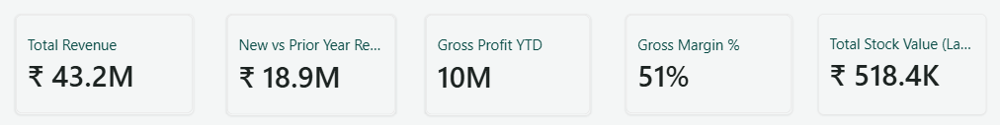 Total Revenue
₹ 43.2M
New vs Prior Year Re...
₹ 18.9M
Gross Profit YTD
10M
Gross Margin %
51%
Total Stock Value (La...
₹ 518.4K